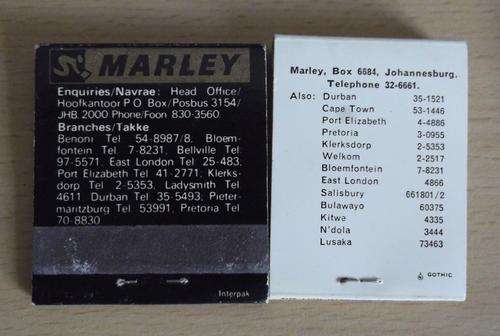 MARLEY
Enquiries/Navrae: Head Office/
Hoofkantoor P O Box/Posbus 3154/
JHB 2000 Phone/Foon 830-3560.
Branches/Takke
Benoni Tel 54-8987/8. Bloem-
fontein Tel 7-8231, Bellville Tel
97-5571. East London Tel 25-483,
Port Elizabeth Tel 41-2771, Klerks-
dorp Tel 2-5353, Ladysmith Tel
4611 Durban Tel 35-5493, Pieter-
maritzburg Tel 53991, Pretoria Tel
70-8830
Interpak
Marley, Box 6684, Johannesburg.
Telephone 32-6661.
Also: Durban 35-1521
Cape Town 53-1446
Port Elizabeth 4-4886
Pretoria 3-0955
Klerksdorp 2-5353
Welkom 2-2517
Bloemfontein 7-8231
East London 4866
Salisbury 661801/2
Bulawayo 60375
Kitwe 4335
N'dola 3444
Lusaka 73463
GOTHIC